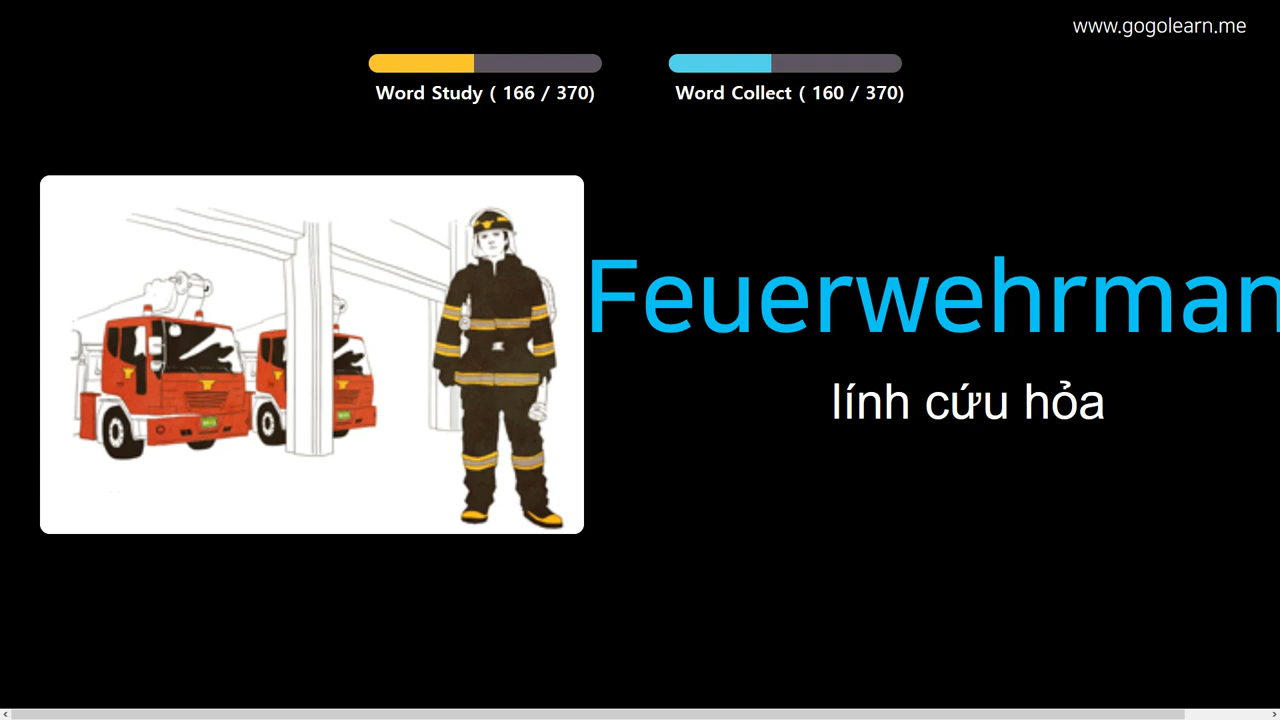 www.gogolearn.me
Word Study ( 166 / 370)
Word Collect ( 160 / 370)
Feuerwehrman
lính cứu hỏa